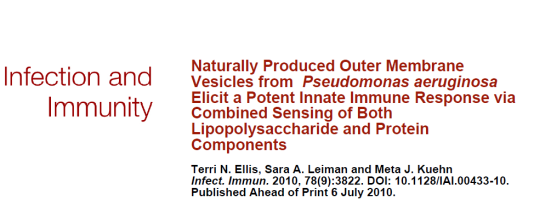 Infection and
Immunity
Naturally Produced Outer Membrane
Vesicles from Pseudomonas aeruginosa
Elicit a Potent Innate Immune Response via
Combined Sensing of Both
Lipopolysaccharide and Protein
Components
Terri N. Ellis, Sara A. Leiman and Meta J. Kuehn
Infect. Immun. 2010, 78(9):3822. DOI: 10.1128/IAI.00433-10.
Published Ahead of Print 6 July 2010.